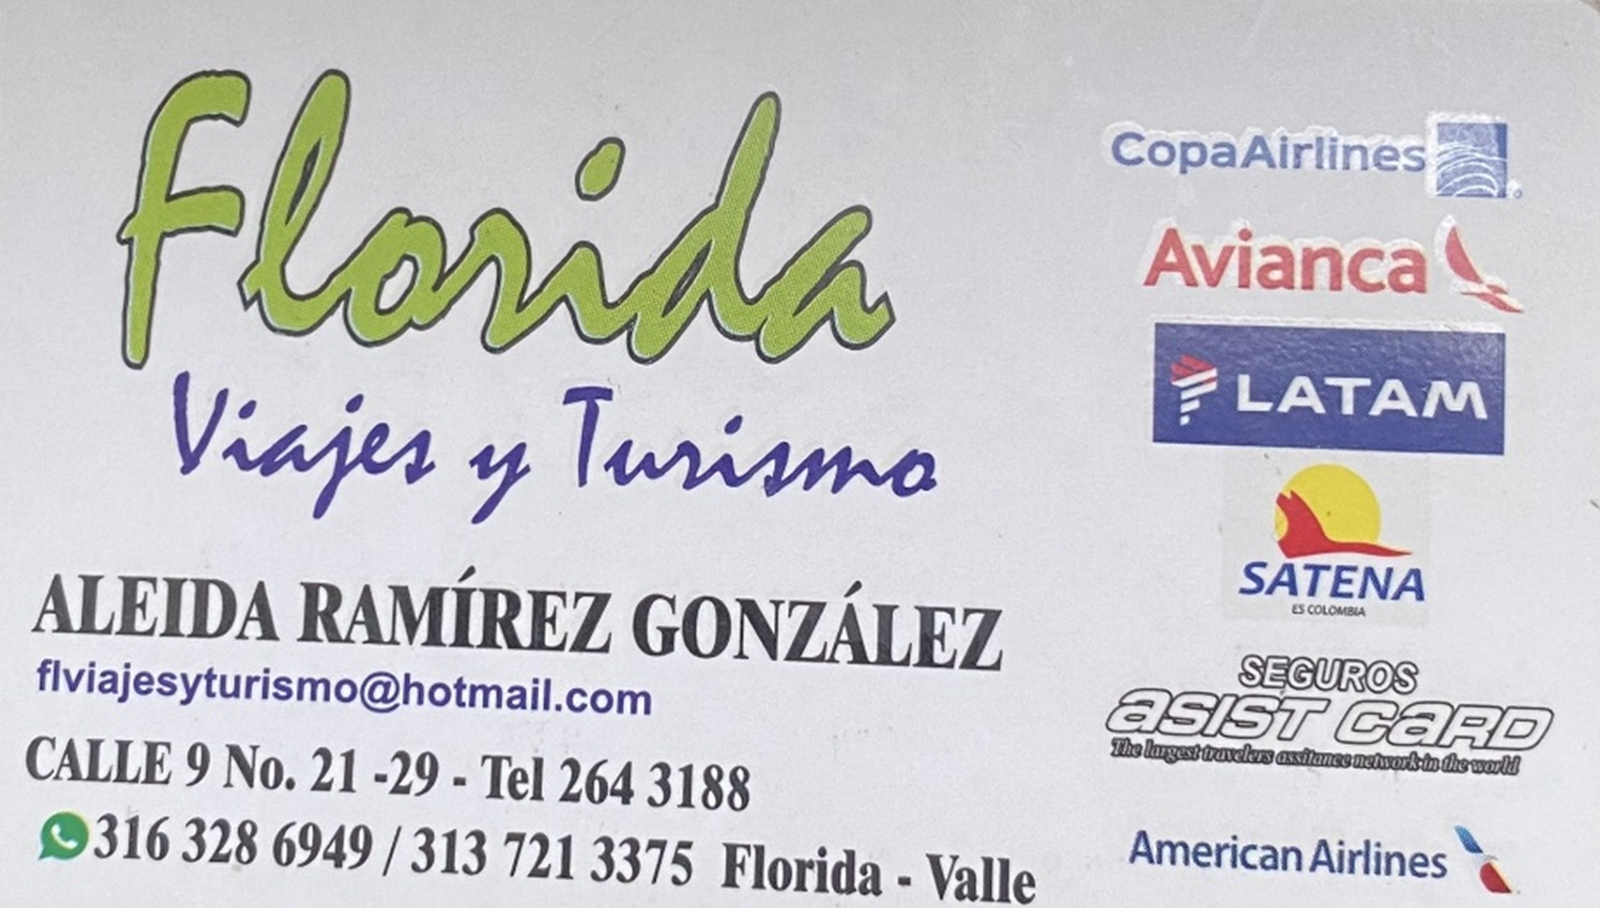 Florida
Viajes y Turismo
ALEIDA RAMÍREZ GONZÁLEZ
flviajesyturismo@hotmail.com
CALLE 9 No. 21 -29 - Tel 264 3188
316 328 6949 / 313 721 3375 Florida - Valle
CopaAirlines
Avianca
LATAM
SATENA
ES COLOMBIA
SEGUROS
ASIST CARD
The largest travelers assitance network in the world
American Airlines